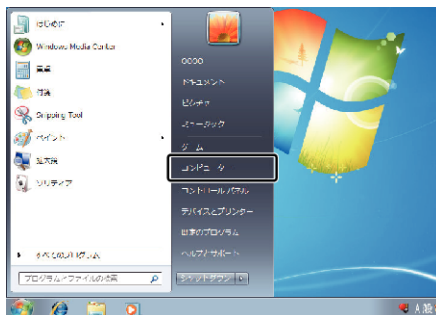 はじめに
Windows Media Center
電卓
付箋
Snipping Tool
ペイント
拡大鏡
ソリティア
すべてのプログラム
プログラムとファイルの検索
ドキュメント
ピクチャ
ミュージック
ゲーム
コンピューター
コントロール パネル
デバイスとプリンター
既定のプログラム
ヘルプとサポート
シャットダウン
A 般